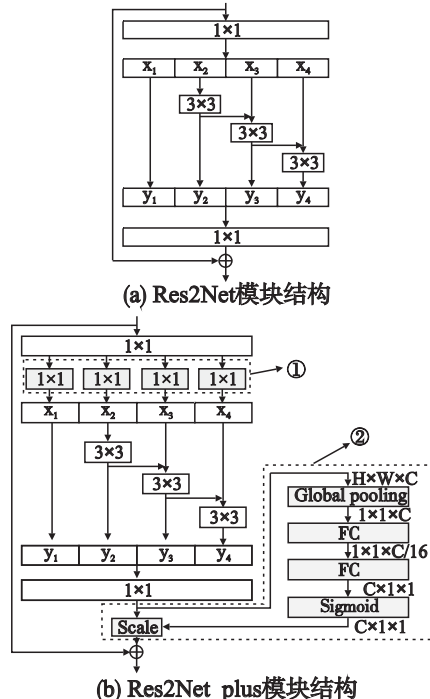 1×1
x₁ x₂ x₃ x₄
3×3
3×3
3×3
y₁ y₂ y₃ y₄
1×1
(a) Res2Net模块结构
1×1
1×1 1×1 1×1 1×1 ①
x₁ x₂ x₃ x₄
②
3×3
H×W×C
3×3
Global pooling
1×1×C
3×3
FC
1×1×C/16
y₁ y₂ y₃ y₄
FC
C×1×1
1×1
Sigmoid
Scale
C×1×1
(b) Res2Net_plus模块结构